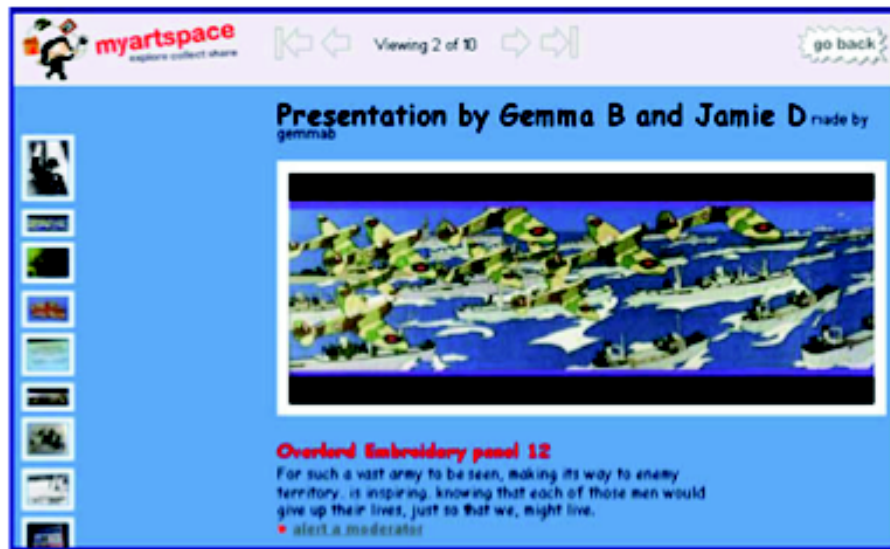 myartspace
explore collect share
Viewing 2 of 10
go back
Presentation by Gemma B and Jamie D made by
gemmab
Overlord Embroidery panel 12
For such a vast army to be seen, making its way to enemy
territory. is inspiring. knowing that each of those men would
give up their lives, just so that we, might live.
alert a moderator